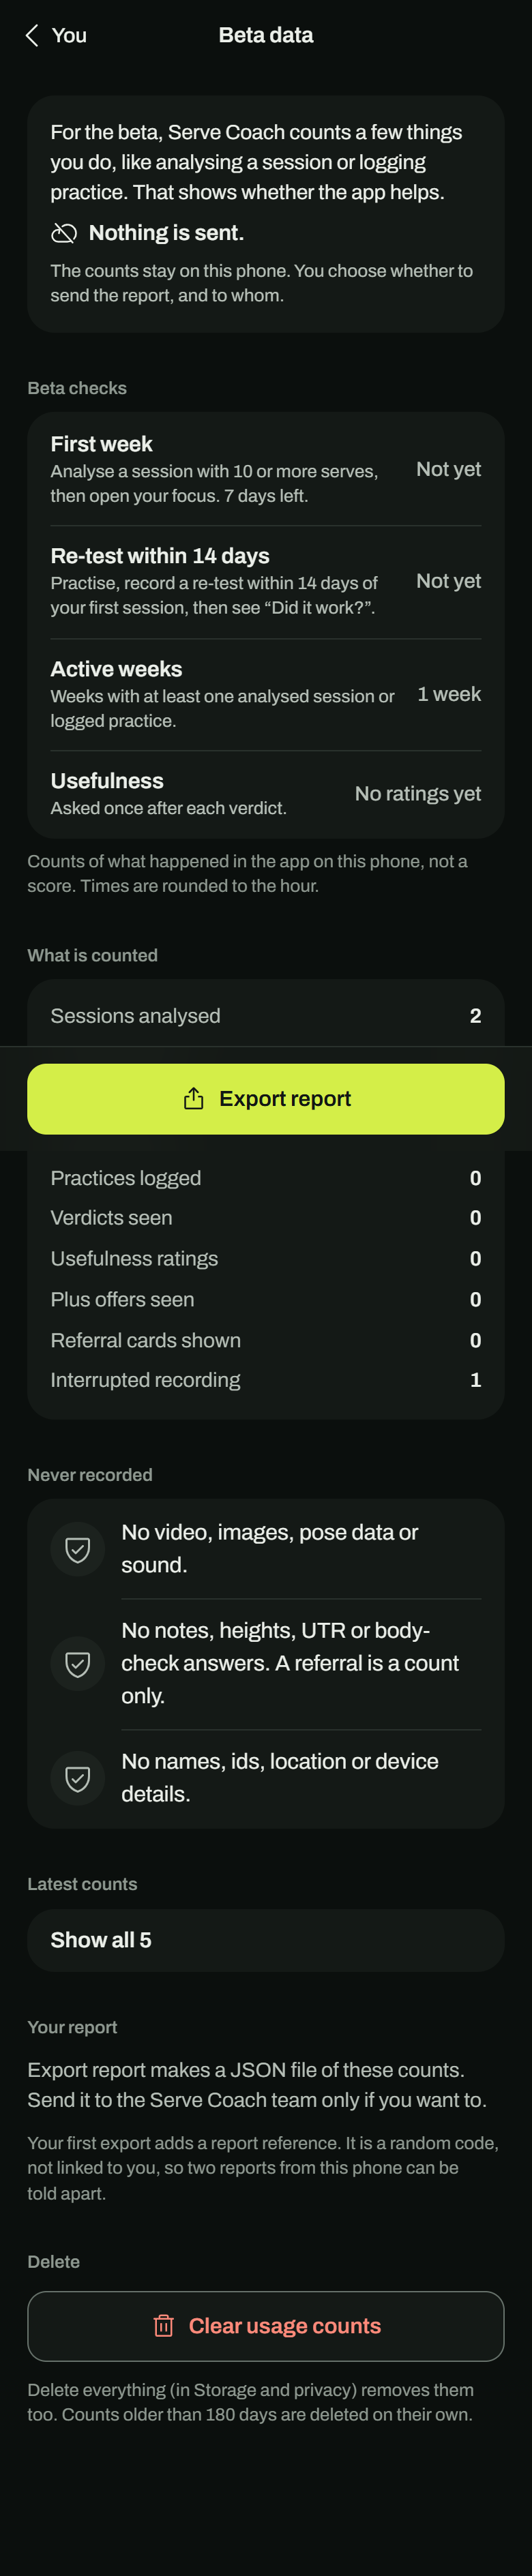 You
Beta data
For the beta, Serve Coach counts a few things
you do, like analysing a session or logging
practice. That shows whether the app helps.
Nothing is sent.
The counts stay on this phone. You choose whether to
send the report, and to whom.
Beta checks
First week
Analyse a session with 10 or more serves,
then open your focus. 7 days left.
Not yet
Re-test within 14 days
Practise, record a re-test within 14 days of
your first session, then see “Did it work?”.
Not yet
Active weeks
Weeks with at least one analysed session or
logged practice.
1 week
Usefulness
Asked once after each verdict.
No ratings yet
Counts of what happened in the app on this phone, not a
score. Times are rounded to the hour.
What is counted
Sessions analysed 2
Export report
Practices logged 0
Verdicts seen 0
Usefulness ratings 0
Plus offers seen 0
Referral cards shown 0
Interrupted recording 1
Never recorded
No video, images, pose data or
sound.
No notes, heights, UTR or body-
check answers. A referral is a count
only.
No names, ids, location or device
details.
Latest counts
Show all 5
Your report
Export report makes a JSON file of these counts.
Send it to the Serve Coach team only if you want to.
Your first export adds a report reference. It is a random code,
not linked to you, so two reports from this phone can be
told apart.
Delete
Clear usage counts
Delete everything (in Storage and privacy) removes them
too. Counts older than 180 days are deleted on their own.